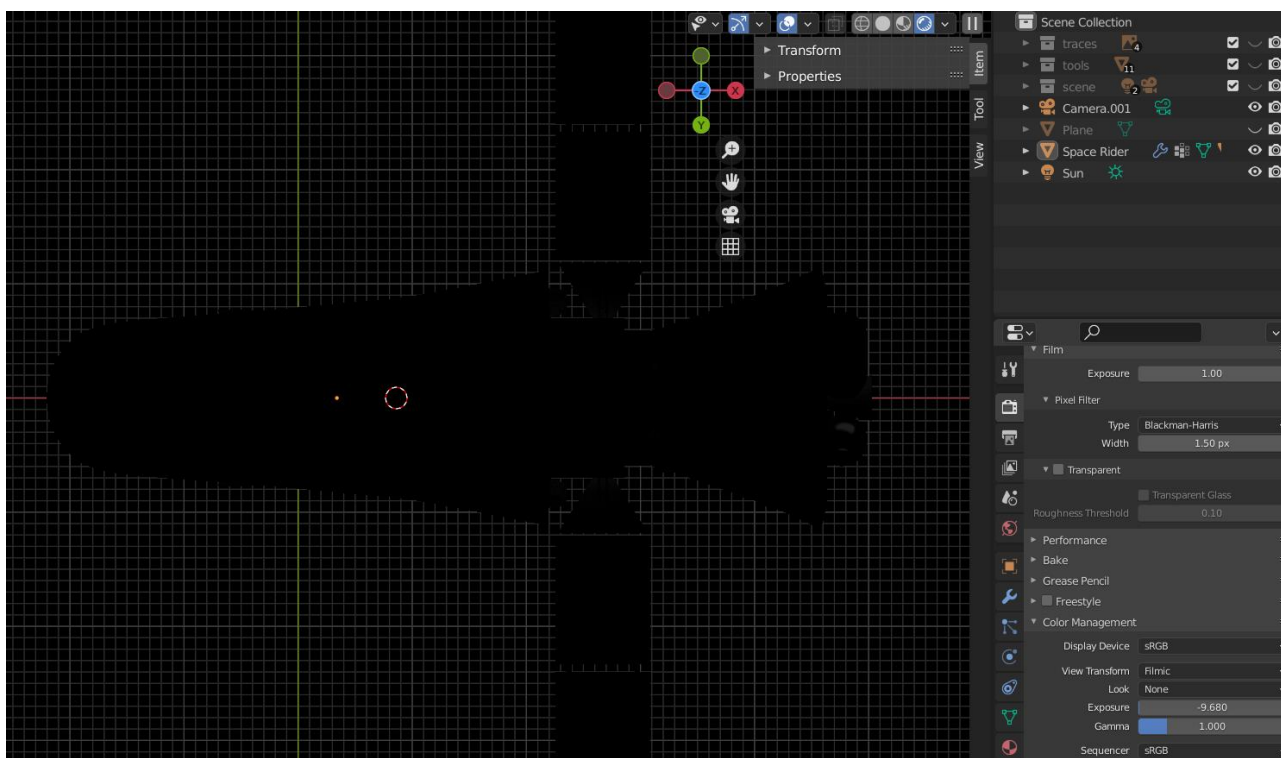 Scene Collection
traces 4
tools 11
scene 2
Camera.001
Plane
Space Rider
Sun
Transform
Properties
Item
Tool
View
-Z
X
Y
Film
Exposure 1.00
Pixel Filter
Type Blackman-Harris
Width 1.50 px
Transparent
Transparent Glass
Roughness Threshold 0.10
Performance
Bake
Grease Pencil
Freestyle
Color Management
Display Device sRGB
View Transform Filmic
Look None
Exposure -9.680
Gamma 1.000
Sequencer sRGB